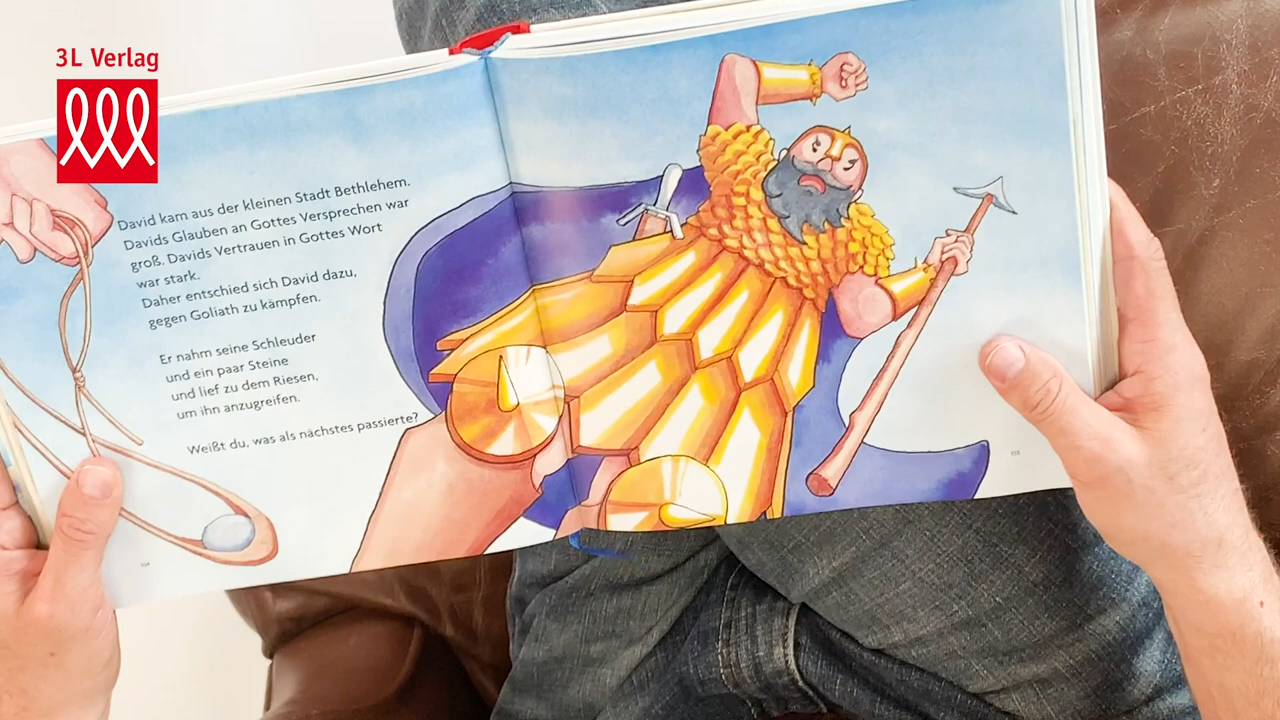 3L Verlag
David kam aus der kleinen Stadt Bethlehem.
Davids Glauben an Gottes Versprechen war
groß. Davids Vertrauen in Gottes Wort
war stark.
Daher entschied sich David dazu,
gegen Goliath zu kämpfen.
Er nahm seine Schleuder
und ein paar Steine
und lief zu dem Riesen,
um ihn anzugreifen.
Weißt du, was als nächstes passierte?